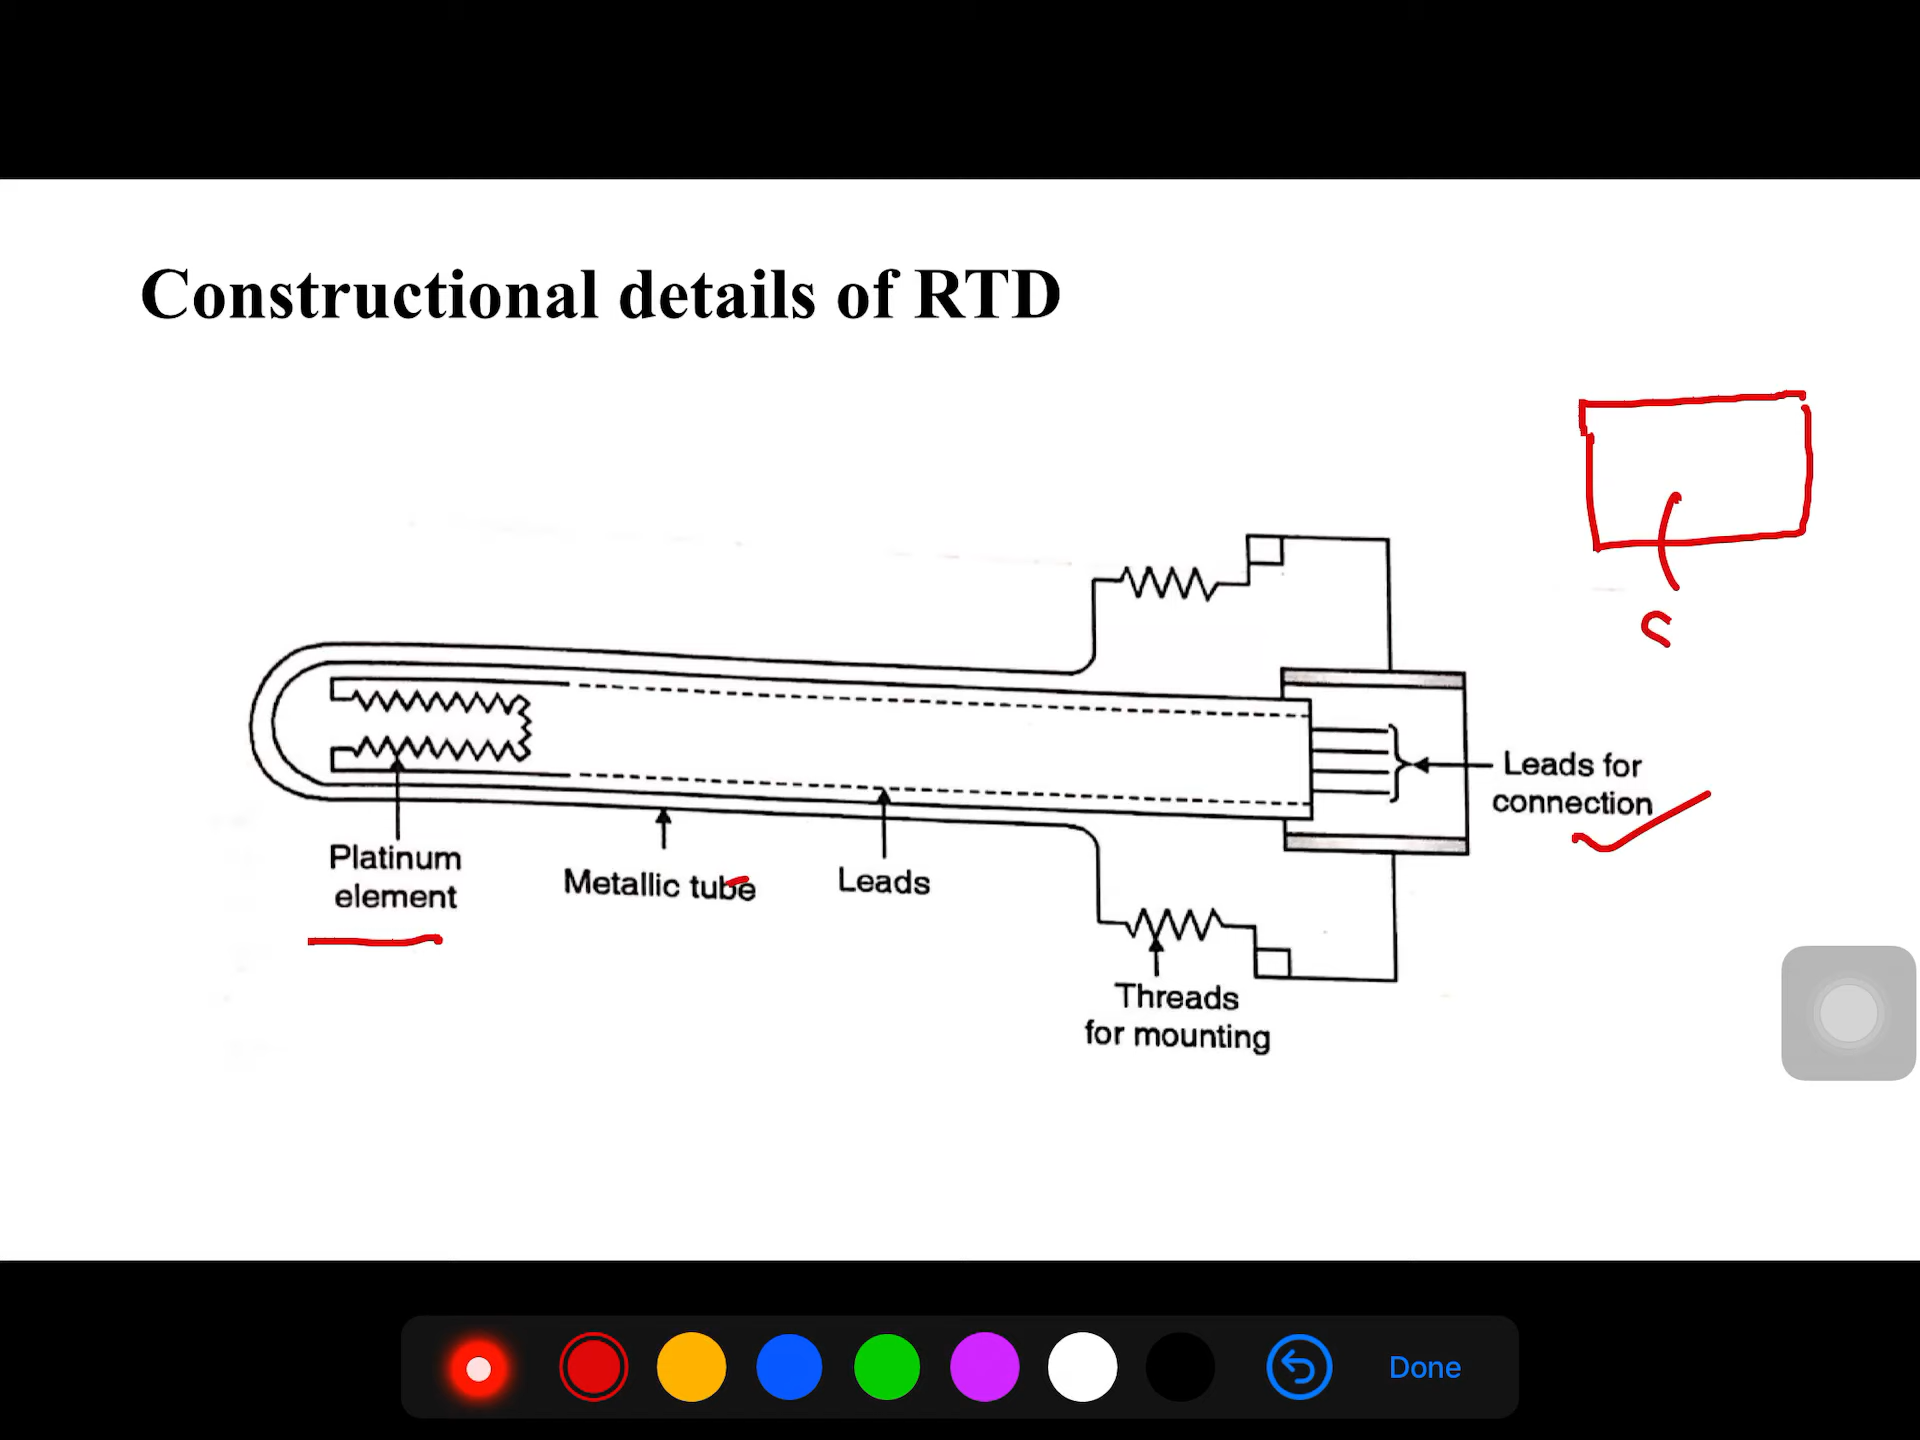 Constructional details of RTD
Leads for
connection
Platinum
element
Metallic tube
Leads
Threads
for mounting
Done